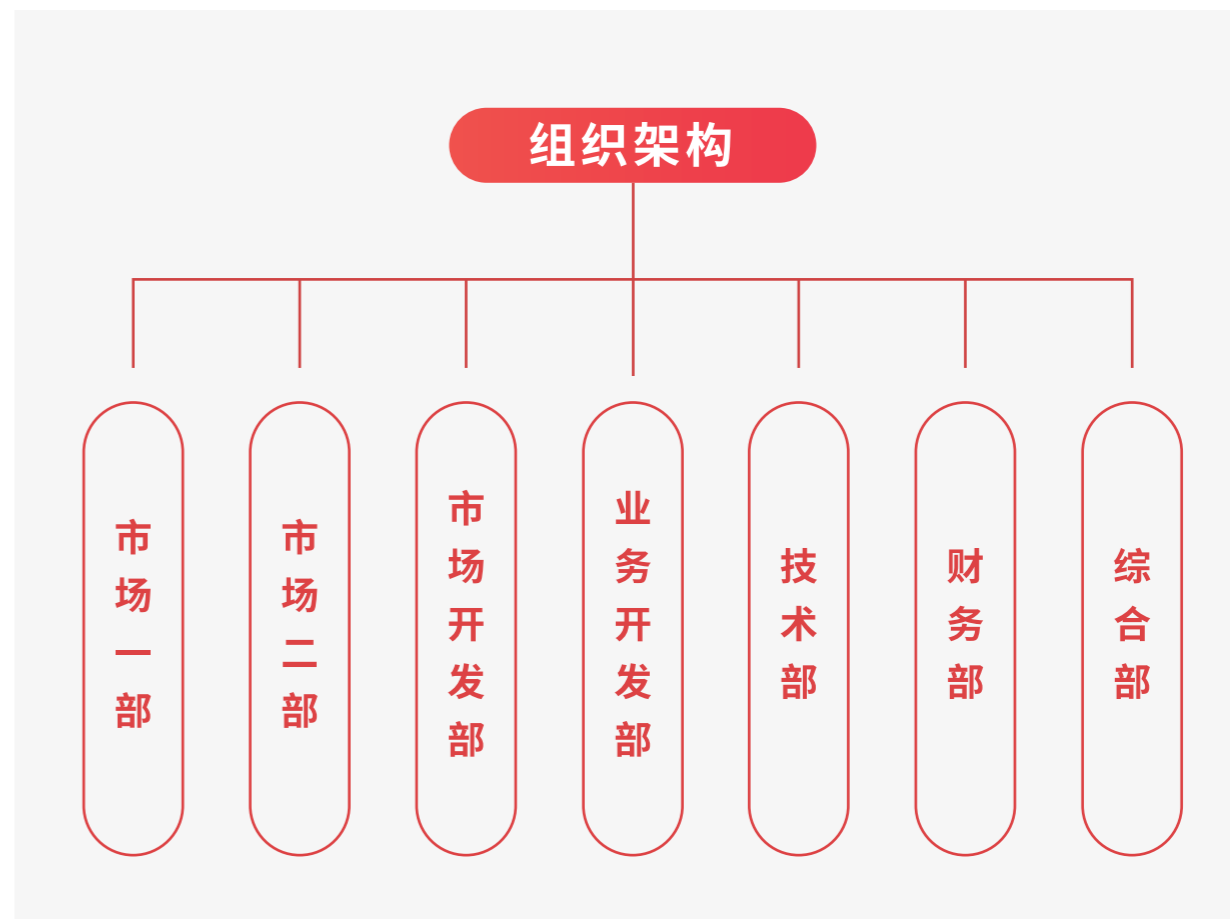 组织架构
市场一部
市场二部
市场开发部
业务开发部
技术部
财务部
综合部